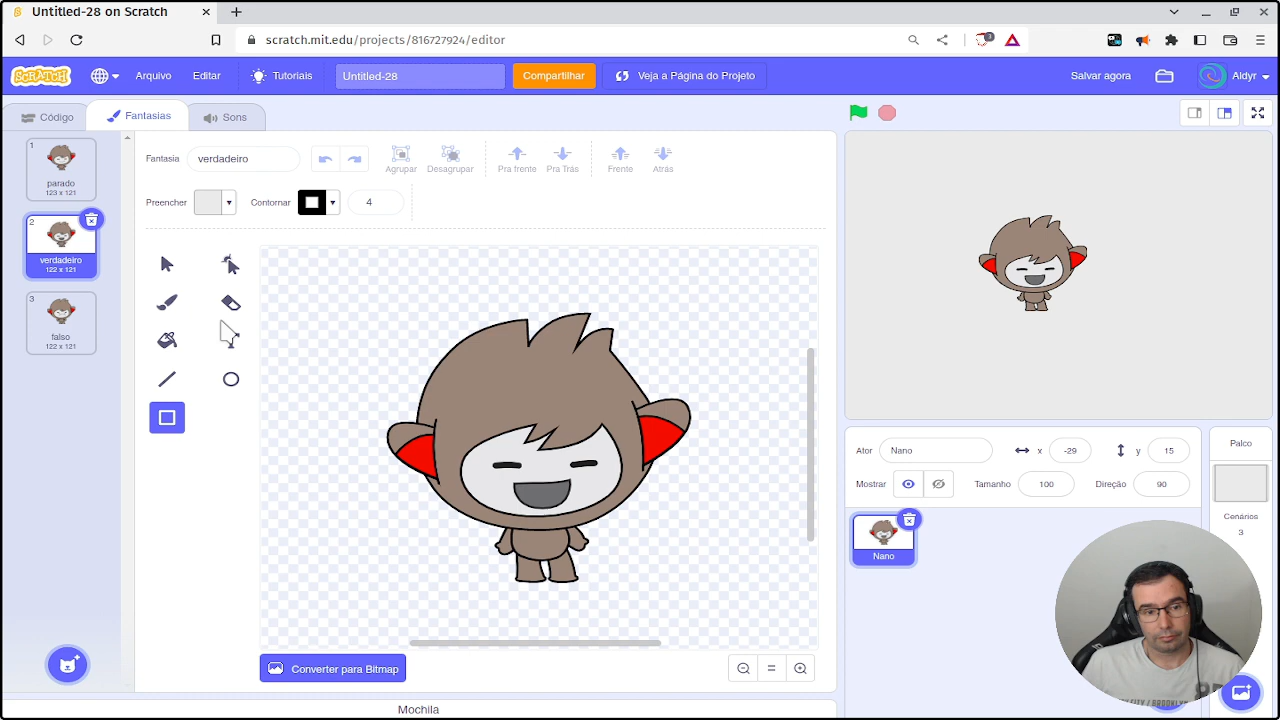 Untitled-28 on Scratch
scratch.mit.edu/projects/816727924/editor
3
SCRATCH
Arquivo
Editar
Tutoriais
Untitled-28
Compartilhar
Veja a Página do Projeto
Salvar agora
Aldyr
Código
Fantasias
Sons
1
parado
123 x 121
2
verdadeiro
122 x 121
3
falso
122 x 121
Fantasia
verdadeiro
Agrupar
Desagrupar
Pra frente
Pra Trás
Frente
Atrás
Preencher
Contornar
4
Converter para Bitmap
Mochila
Ator
Nano
x
-29
y
15
Mostrar
Tamanho
100
Direção
90
Nano
Palco
Cenários
3